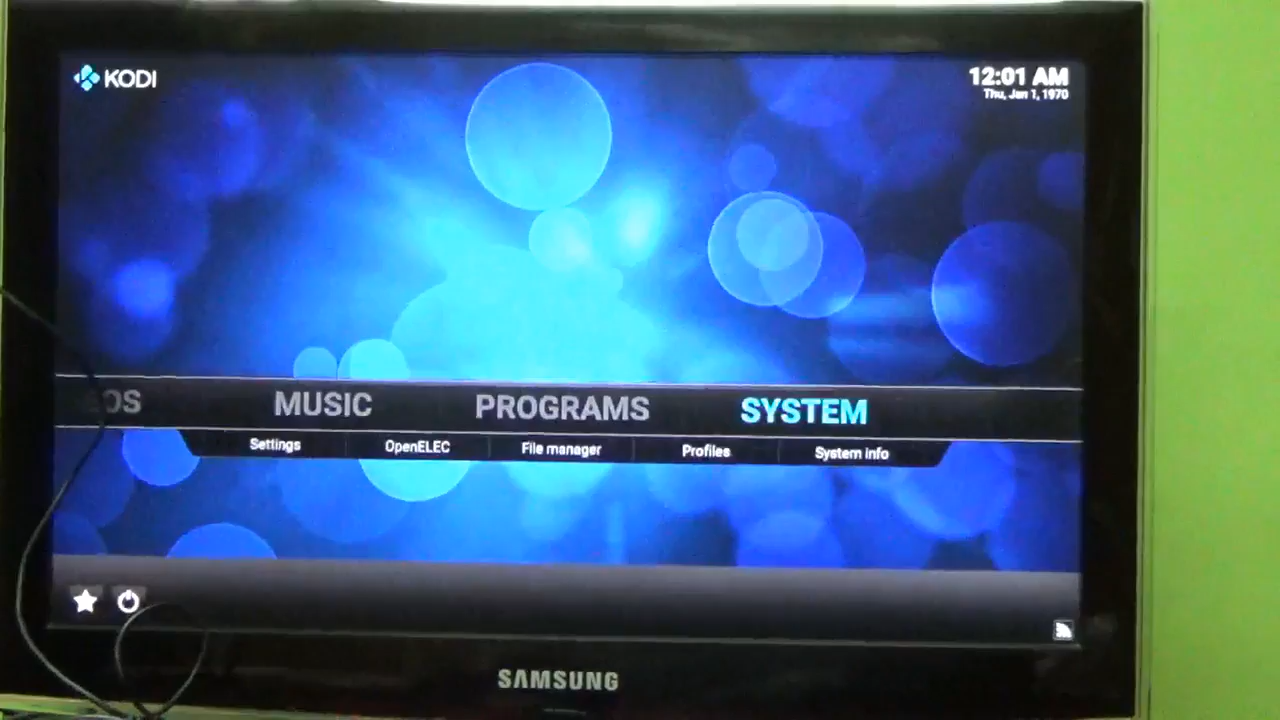 KODI
12:01 AM
Thu, Jan 1, 1970
EOS MUSIC PROGRAMS SYSTEM
Settings OpenELEC File manager Profiles System info
SAMSUNG